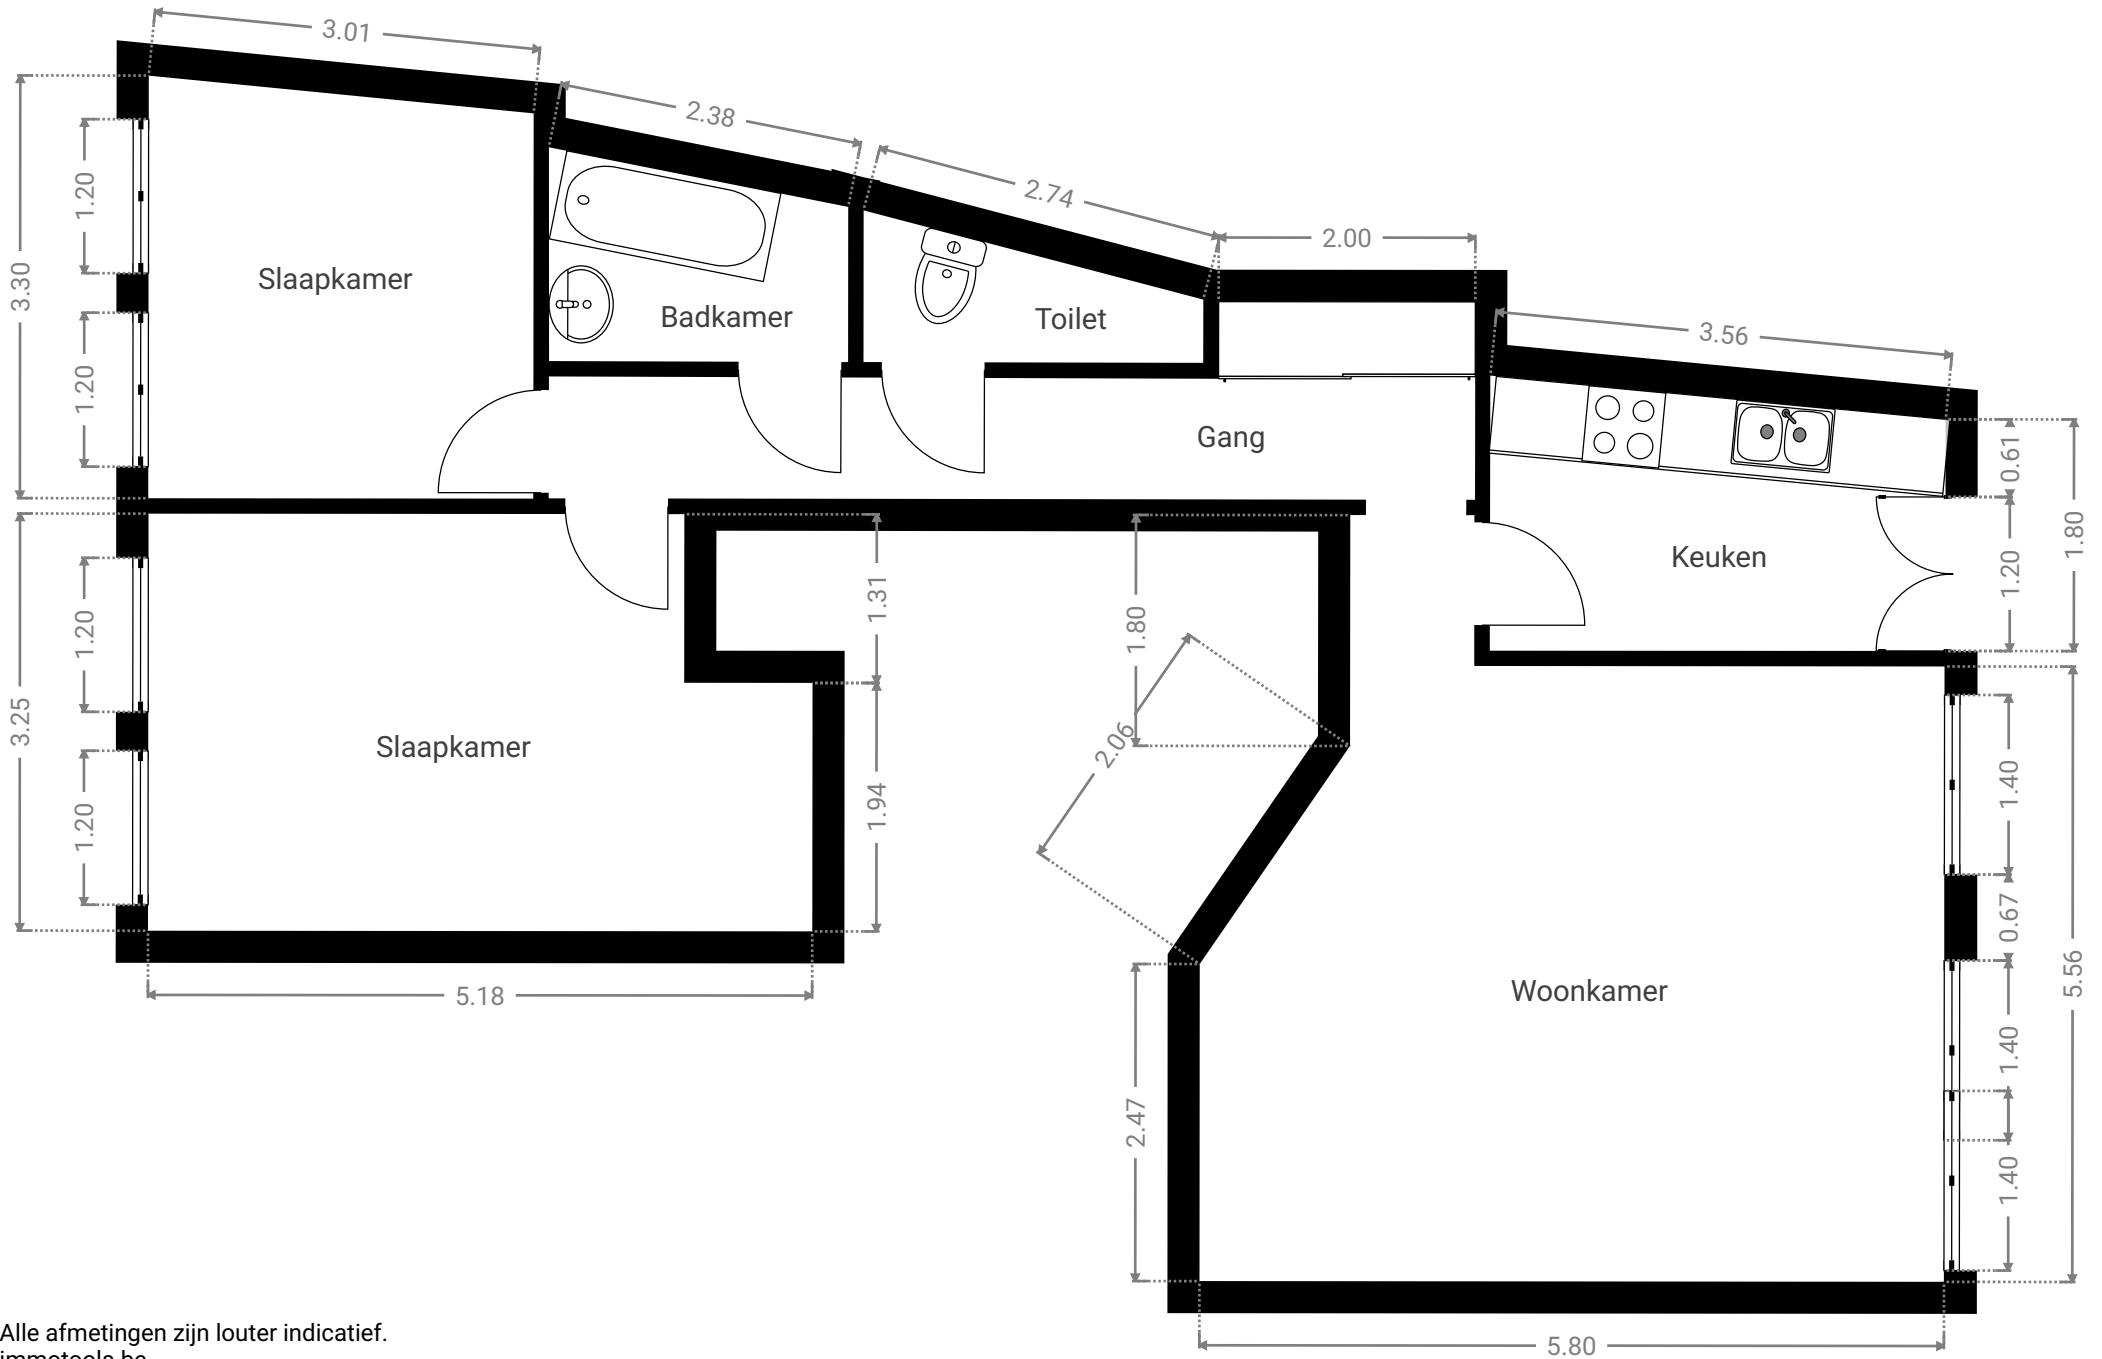 3.01
2.38
2.74
2.00
3.56
3.30
1.20
1.20
Slaapkamer
Badkamer
Toilet
Gang
Keuken
0.61
1.20
1.80
3.25
1.20
1.20
Slaapkamer
1.31
1.94
1.80
2.06
2.47
5.18
Woonkamer
1.40
0.67
1.40
1.40
5.56
5.80
Alle afmetingen zijn louter indicatief.
immotools.be